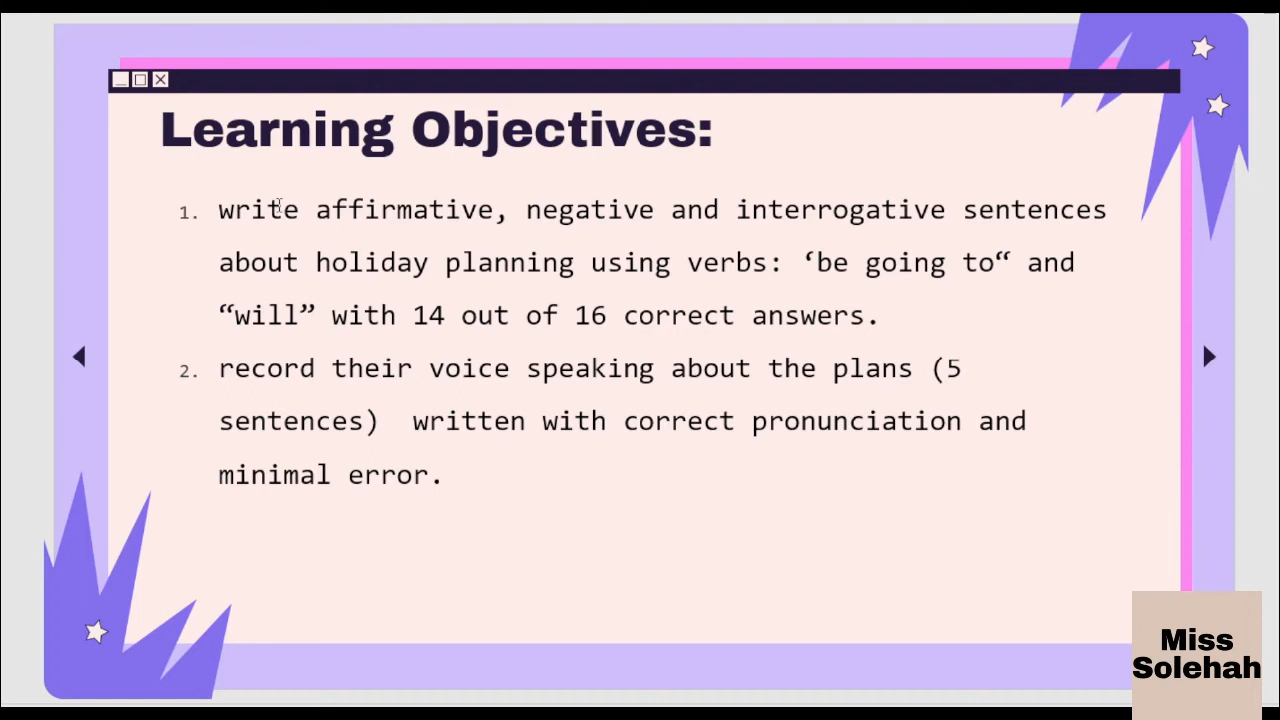 Learning Objectives:
1. write affirmative, negative and interrogative sentences
about holiday planning using verbs: ‘be going to“ and
“will” with 14 out of 16 correct answers.
2. record their voice speaking about the plans (5
sentences)  written with correct pronunciation and
minimal error.
Miss
Solehah